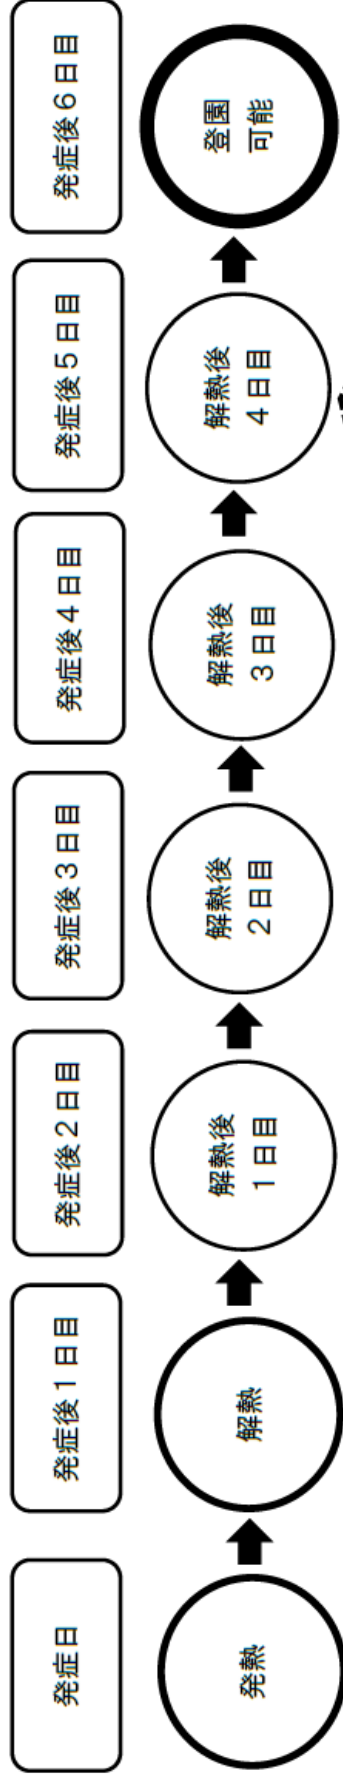 発症日
発症後1日目
発症後2日目
発症後3日目
発症後4日目
発症後5日目
発症後6日目
発熱
解熱
解熱後
1日目
解熱後
2日目
解熱後
3日目
解熱後
4日目
登園
可能